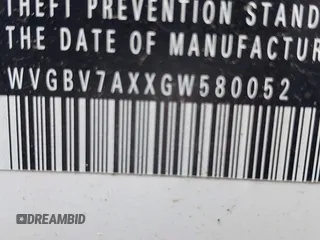 THEFT PREVENTION STAND
THE DATE OF MANUFACTUR
WVGBV7AXXGW580052
DREAMBID